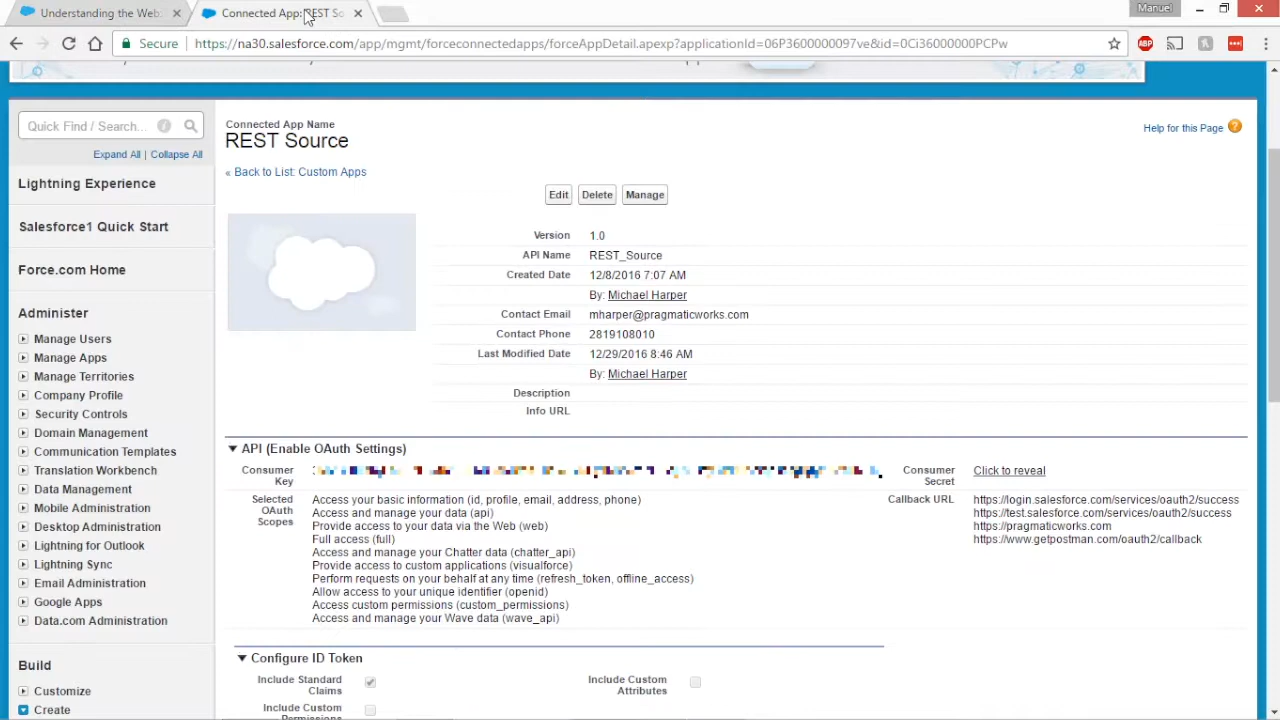 Understanding the Web:
Connected App: REST So
Manuel
Secure
https://na30.salesforce.com/app/mgmt/forceconnectedapps/forceAppDetail.apexp?applicationId=06P3600000097ve&id=0Ci36000000PCPw
ABP
Quick Find / Search...
Expand All | Collapse All
Lightning Experience
Salesforce1 Quick Start
Force.com Home
Administer
Manage Users
Manage Apps
Manage Territories
Company Profile
Security Controls
Domain Management
Communication Templates
Translation Workbench
Data Management
Mobile Administration
Desktop Administration
Lightning for Outlook
Lightning Sync
Email Administration
Google Apps
Data.com Administration
Build
Customize
Create
Connected App Name
REST Source
Help for this Page ?
« Back to List: Custom Apps
Edit Delete Manage
Version 1.0
API Name REST_Source
Created Date 12/8/2016 7:07 AM
By: Michael Harper
Contact Email mharper@pragmaticworks.com
Contact Phone 2819108010
Last Modified Date 12/29/2016 8:46 AM
By: Michael Harper
Description
Info URL
API (Enable OAuth Settings)
Consumer Key
Consumer Secret
Click to reveal
Selected OAuth Scopes
Access your basic information (id, profile, email, address, phone)
Access and manage your data (api)
Provide access to your data via the Web (web)
Full access (full)
Access and manage your Chatter data (chatter_api)
Provide access to custom applications (visualforce)
Perform requests on your behalf at any time (refresh_token, offline_access)
Allow access to your unique identifier (openid)
Access custom permissions (custom_permissions)
Access and manage your Wave data (wave_api)
Callback URL
https://login.salesforce.com/services/oauth2/success
https://test.salesforce.com/services/oauth2/success
https://pragmaticworks.com
https://www.getpostman.com/oauth2/callback
Configure ID Token
Include Standard Claims
Include Custom Attributes
Include Custom